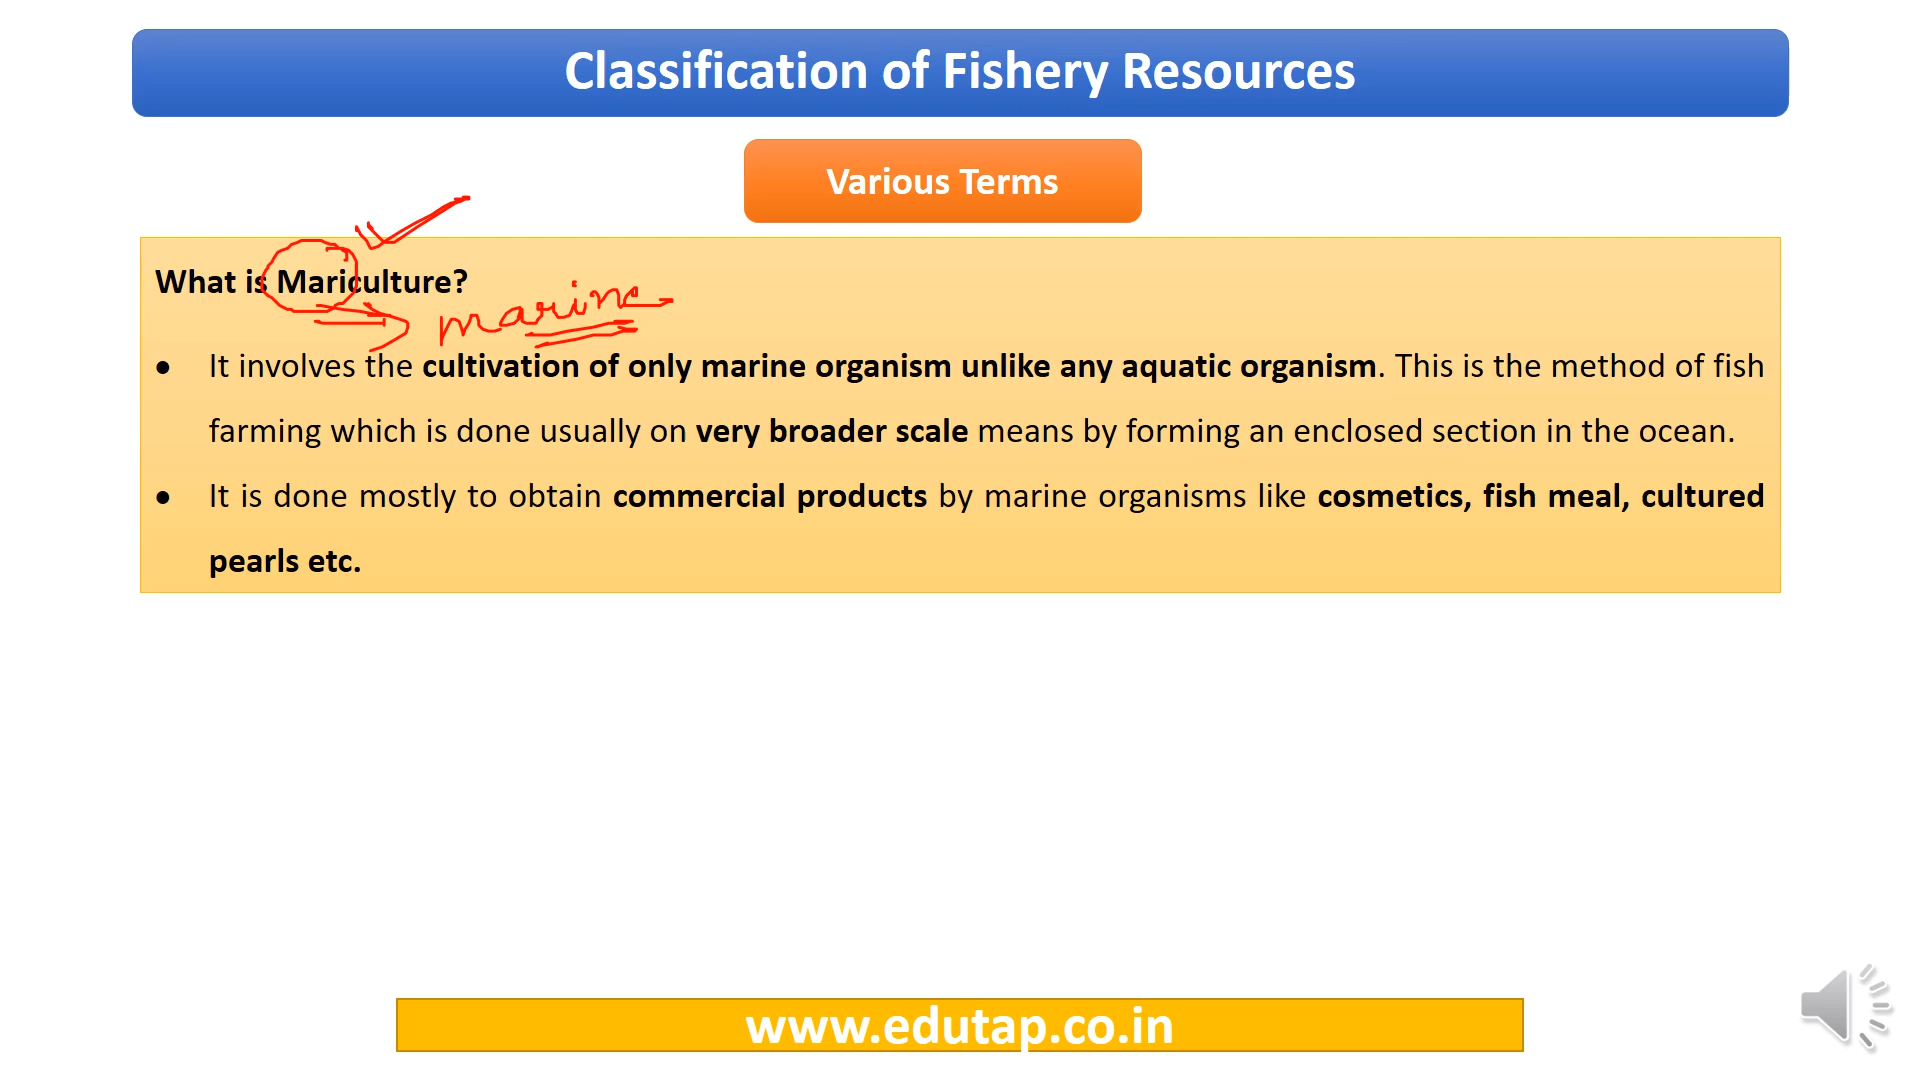 Classification of Fishery Resources
Various Terms
What is Mariculture?
marine
● It involves the cultivation of only marine organism unlike any aquatic organism. This is the method of fish
farming which is done usually on very broader scale means by forming an enclosed section in the ocean.
● It is done mostly to obtain commercial products by marine organisms like cosmetics, fish meal, cultured
pearls etc.
www.edutap.co.in